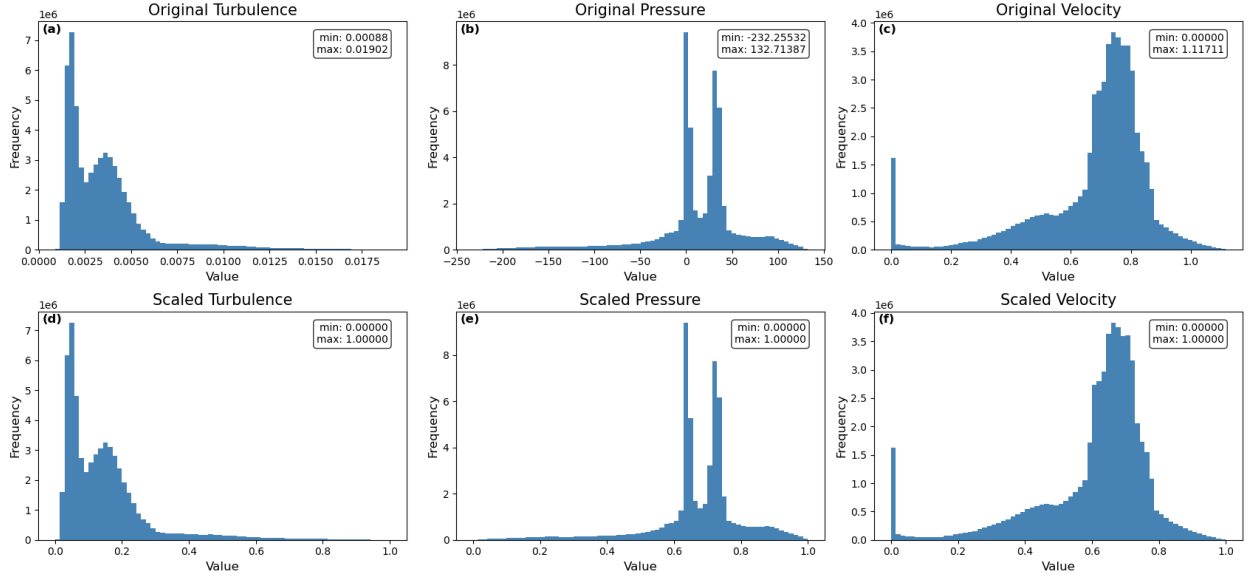 Original Turbulence
1e6
(a)
min: 0.00088
max: 0.01902
7
6
5
4
3
2
1
0
Frequency
0.0000 0.0025 0.0050 0.0075 0.0100 0.0125 0.0150 0.0175
Value
Original Pressure
1e6
(b)
min: -232.25532
max: 132.71387
8
6
4
2
0
Frequency
−250 −200 −150 −100 −50 0 50 100 150
Value
Original Velocity
1e6
(c)
min: 0.00000
max: 1.11711
4.0
3.5
3.0
2.5
2.0
1.5
1.0
0.5
0.0
Frequency
0.0 0.2 0.4 0.6 0.8 1.0
Value
Scaled Turbulence
1e6
(d)
min: 0.00000
max: 1.00000
7
6
5
4
3
2
1
0
Frequency
0.0 0.2 0.4 0.6 0.8 1.0
Value
Scaled Pressure
1e6
(e)
min: 0.00000
max: 1.00000
8
6
4
2
0
Frequency
0.0 0.2 0.4 0.6 0.8 1.0
Value
Scaled Velocity
1e6
(f)
min: 0.00000
max: 1.00000
4.0
3.5
3.0
2.5
2.0
1.5
1.0
0.5
0.0
Frequency
0.0 0.2 0.4 0.6 0.8 1.0
Value